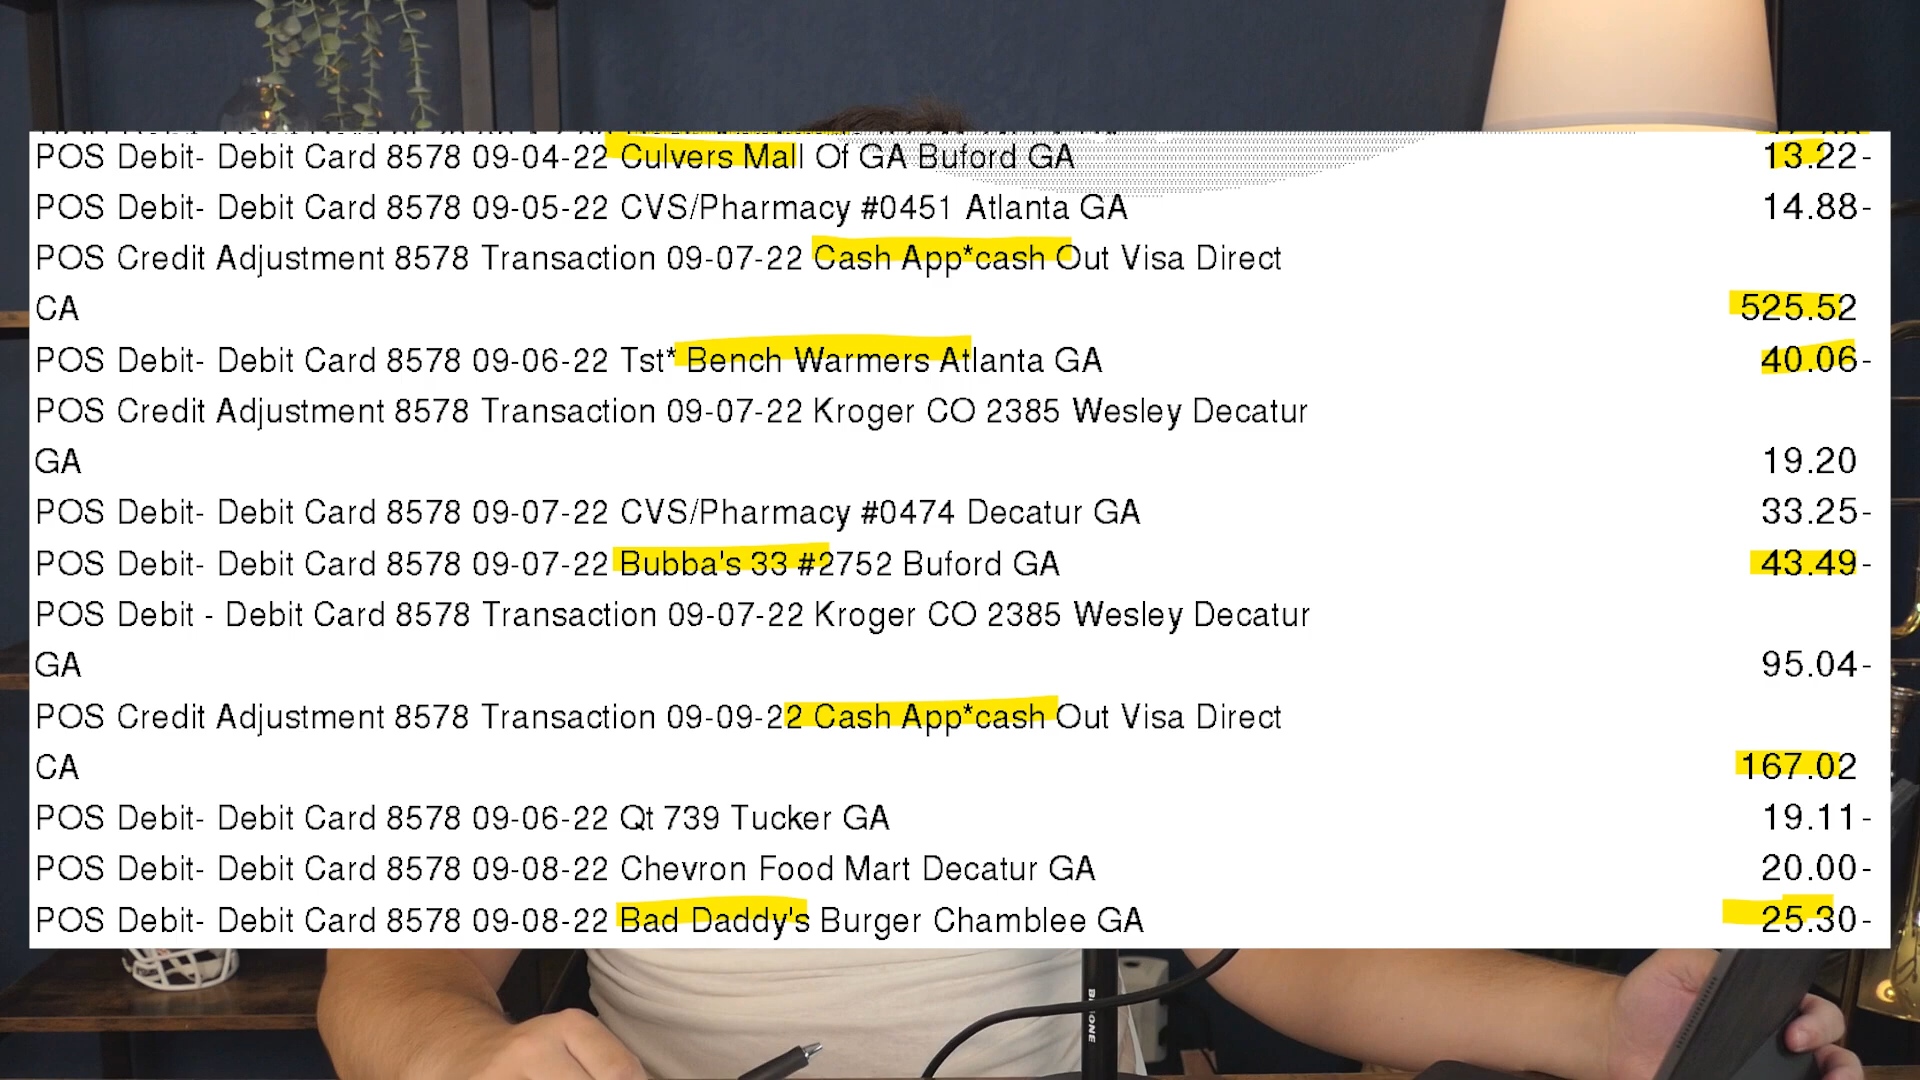 POS Debit- Debit Card 8578 09-04-22 Culvers Mall Of GA Buford GA 13.22-
POS Debit- Debit Card 8578 09-05-22 CVS/Pharmacy #0451 Atlanta GA 14.88-
POS Credit Adjustment 8578 Transaction 09-07-22 Cash App*cash Out Visa Direct
CA 525.52
POS Debit- Debit Card 8578 09-06-22 Tst* Bench Warmers Atlanta GA 40.06-
POS Credit Adjustment 8578 Transaction 09-07-22 Kroger CO 2385 Wesley Decatur
GA 19.20
POS Debit- Debit Card 8578 09-07-22 CVS/Pharmacy #0474 Decatur GA 33.25-
POS Debit- Debit Card 8578 09-07-22 Bubba's 33 #2752 Buford GA 43.49-
POS Debit - Debit Card 8578 Transaction 09-07-22 Kroger CO 2385 Wesley Decatur
GA 95.04-
POS Credit Adjustment 8578 Transaction 09-09-22 Cash App*cash Out Visa Direct
CA 167.02
POS Debit- Debit Card 8578 09-06-22 Qt 739 Tucker GA 19.11-
POS Debit- Debit Card 8578 09-08-22 Chevron Food Mart Decatur GA 20.00-
POS Debit- Debit Card 8578 09-08-22 Bad Daddy's Burger Chamblee GA 25.30-